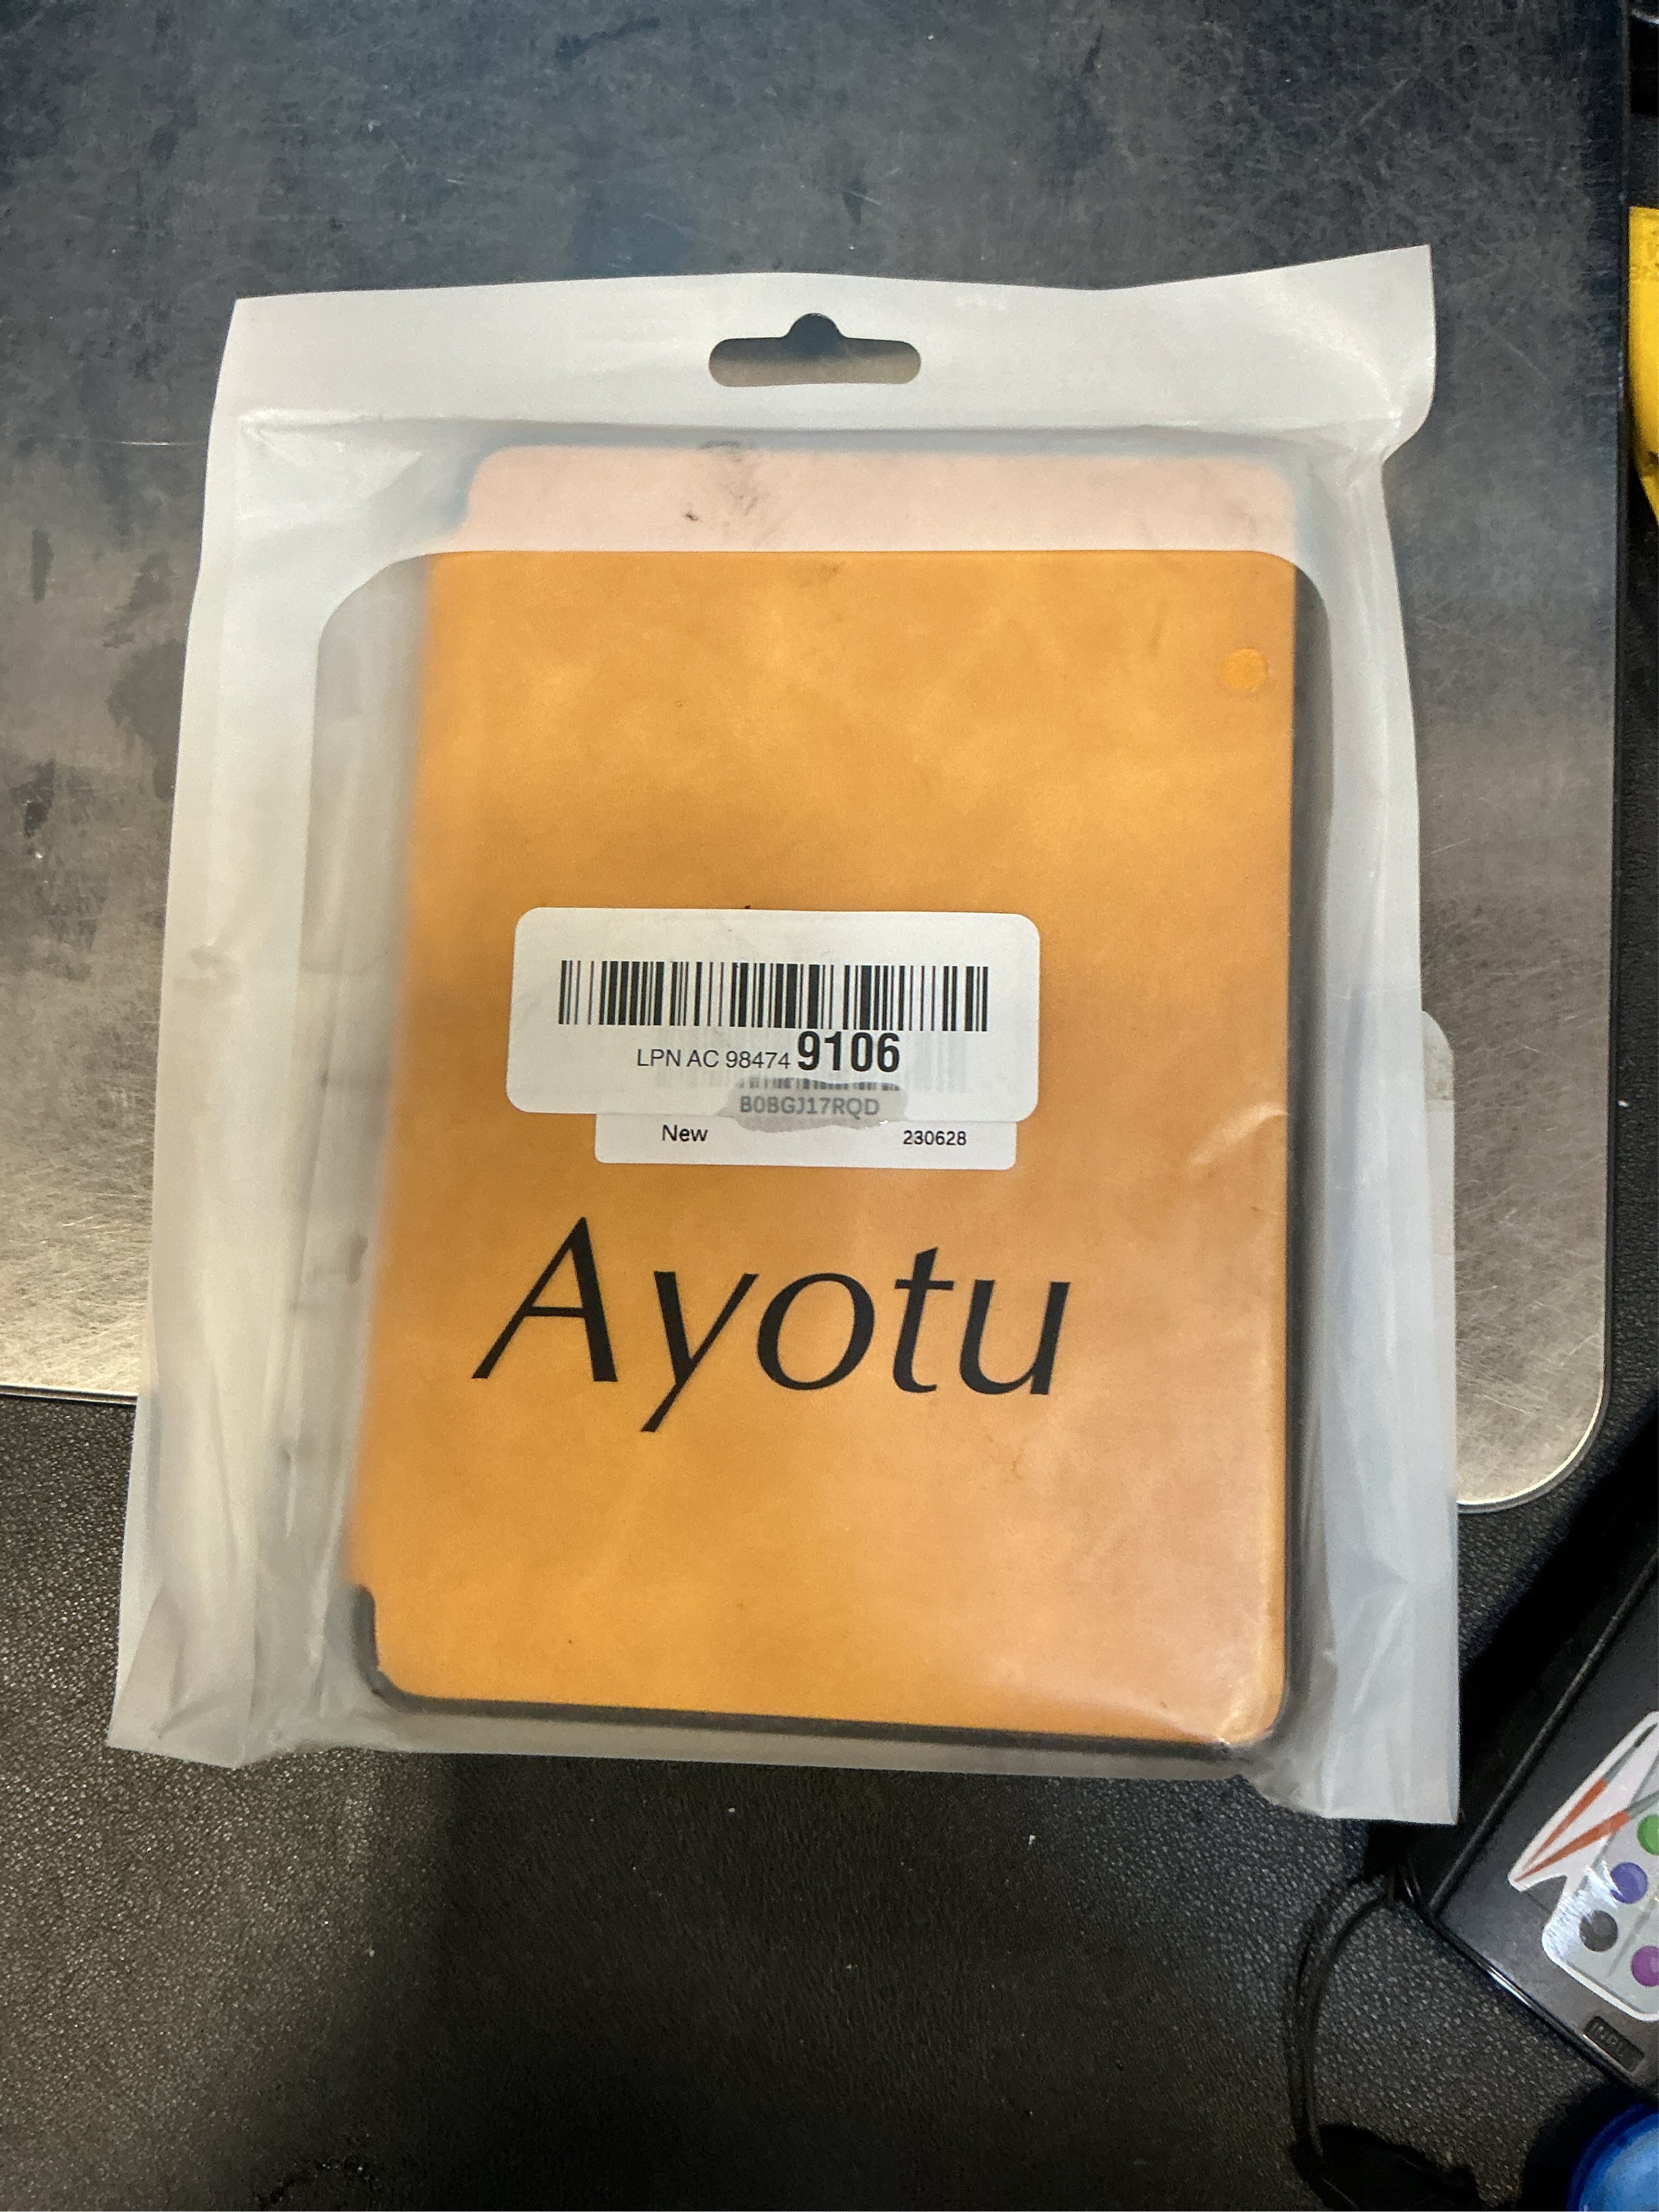 LPN AC 98474 9106
B0BGJ17RQD
New 230628
Ayotu